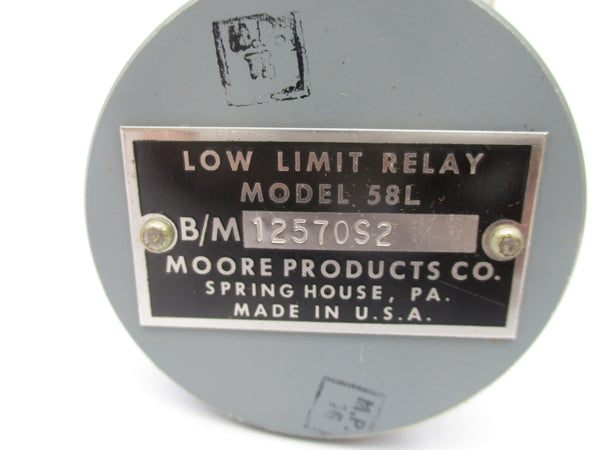 LOW LIMIT RELAY
MODEL 58L
B/M 12570S2
MOORE PRODUCTS CO.
SPRING HOUSE, PA.
MADE IN U.S.A.
M.P.